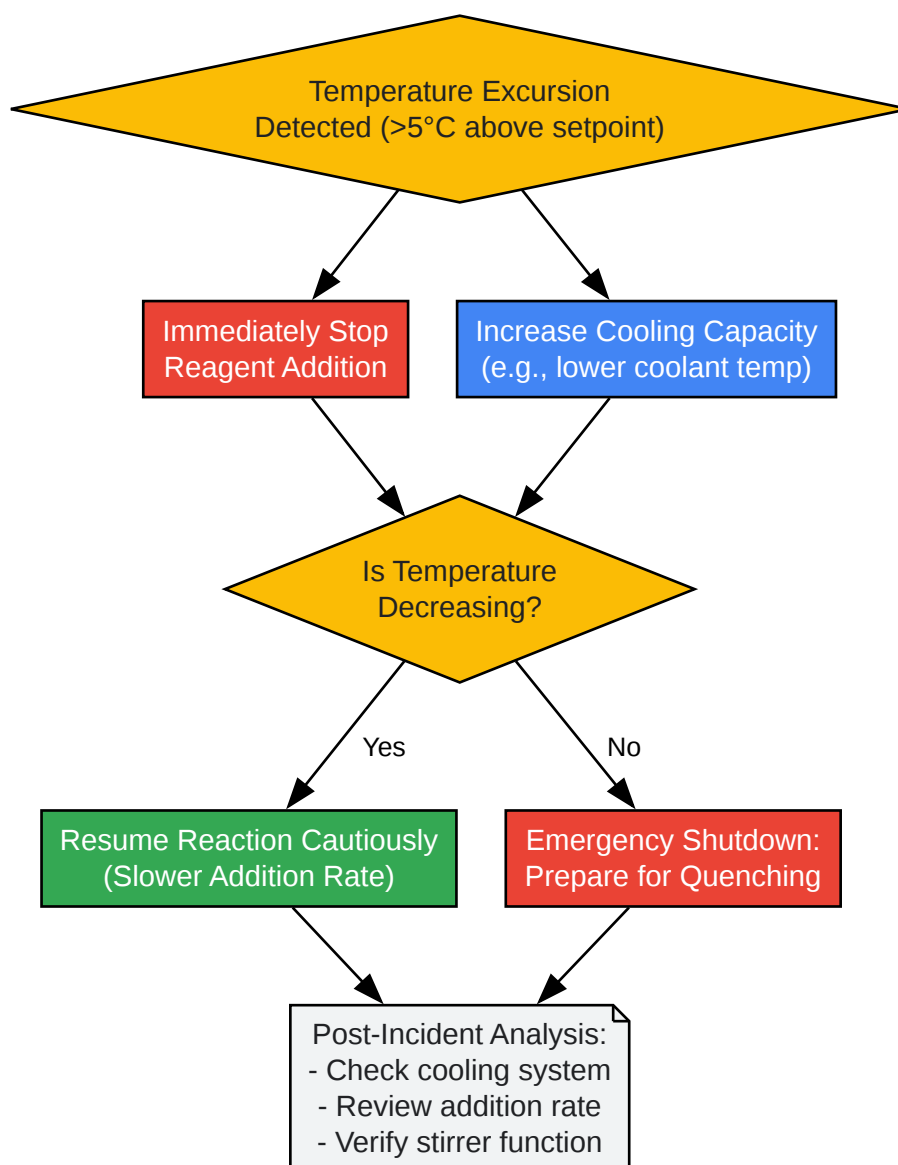 Temperature Excursion
Detected (>5°C above setpoint)
Immediately Stop
Reagent Addition
Increase Cooling Capacity
(e.g., lower coolant temp)
Is Temperature
Decreasing?
Yes
No
Resume Reaction Cautiously
(Slower Addition Rate)
Emergency Shutdown:
Prepare for Quenching
Post-Incident Analysis:
- Check cooling system
- Review addition rate
- Verify stirrer function